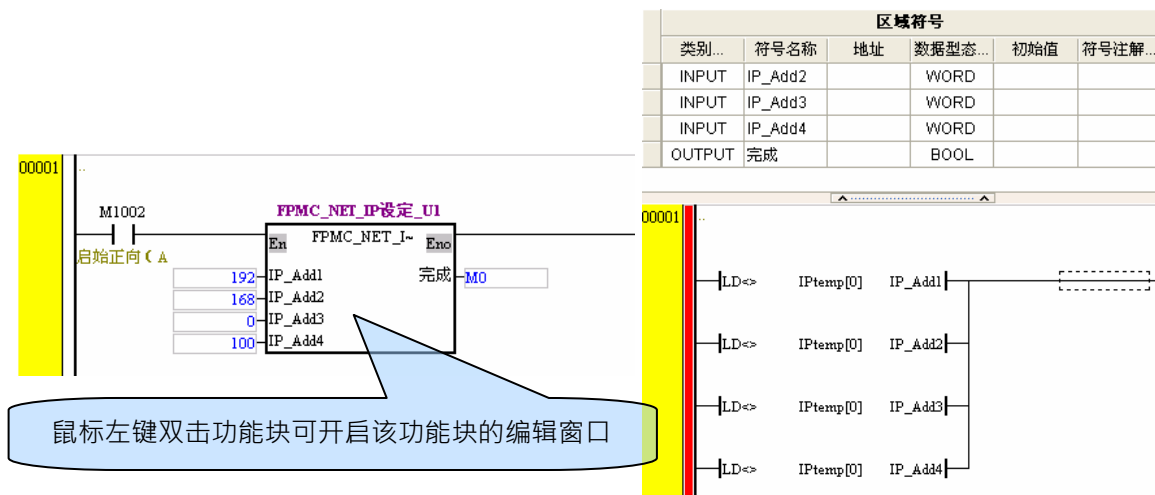 区域符号
类别... 符号名称 地址 数据型态... 初始值 符号注解...
INPUT IP_Add2 WORD
INPUT IP_Add3 WORD
INPUT IP_Add4 WORD
OUTPUT 完成 BOOL
00001
..
M1002
启始正向(A
FPMC_NET_IP设定_U1
En FPMC_NET_I~ Eno
192 IP_Add1 完成 M0
168 IP_Add2
0 IP_Add3
100 IP_Add4
鼠标左键双击功能块可开启该功能块的编辑窗口
00001
..
LD<> IPtemp[0] IP_Add1
LD<> IPtemp[0] IP_Add2
LD<> IPtemp[0] IP_Add3
LD<> IPtemp[0] IP_Add4